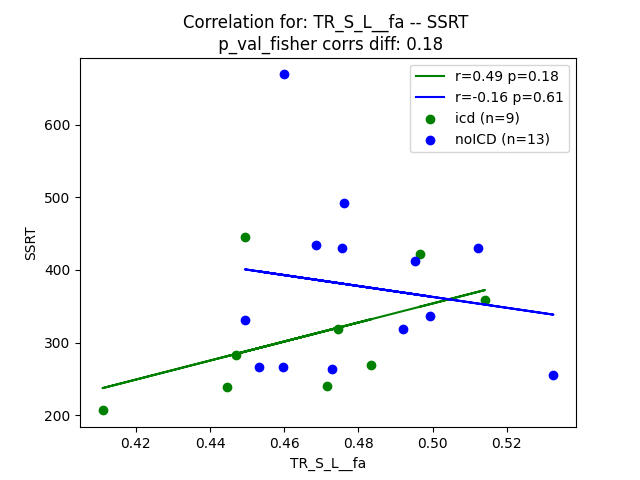 Correlation for: TR_S_L__fa -- SSRT
p_val_fisher corrs diff: 0.18
r=0.49 p=0.18
r=-0.16 p=0.61
icd (n=9)
noICD (n=13)
SSRT
600
500
400
300
200
0.42 0.44 0.46 0.48 0.50 0.52
TR_S_L__fa